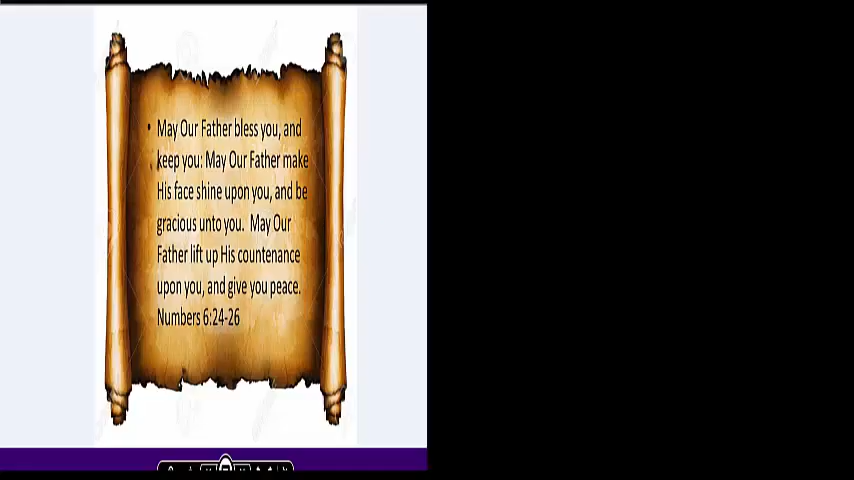 • May Our Father bless you, and
keep you: May Our Father make
His face shine upon you, and be
gracious unto you.  May Our
Father lift up His countenance
upon you, and give you peace.
Numbers 6:24-26